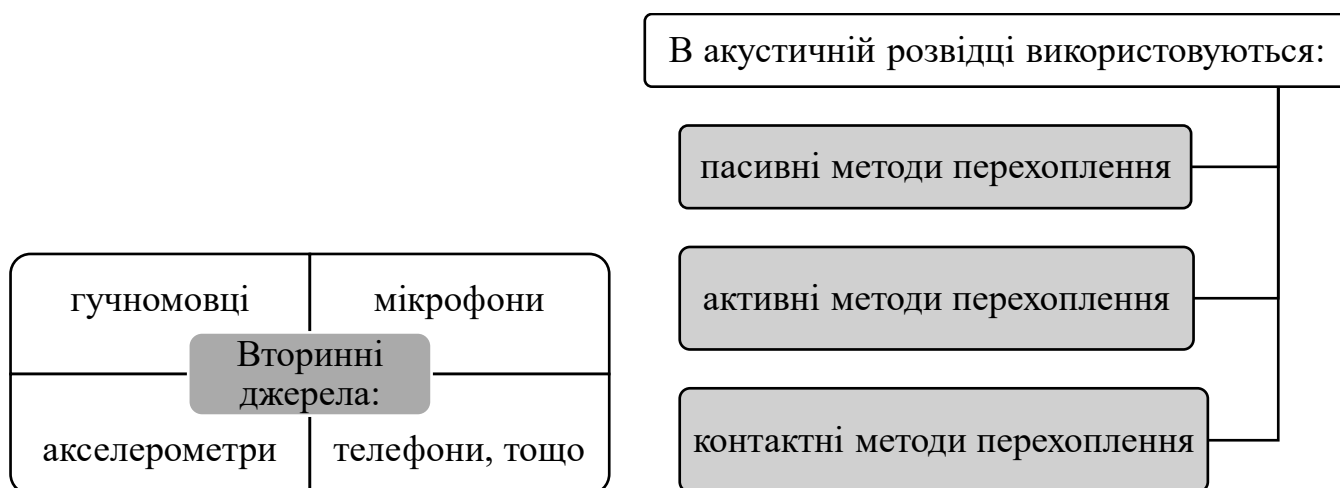 В акустичній розвідці використовуються:
пасивні методи перехоплення
активні методи перехоплення
контактні методи перехоплення
гучномовці
мікрофони
Вторинні
джерела:
акселерометри
телефони, тощо